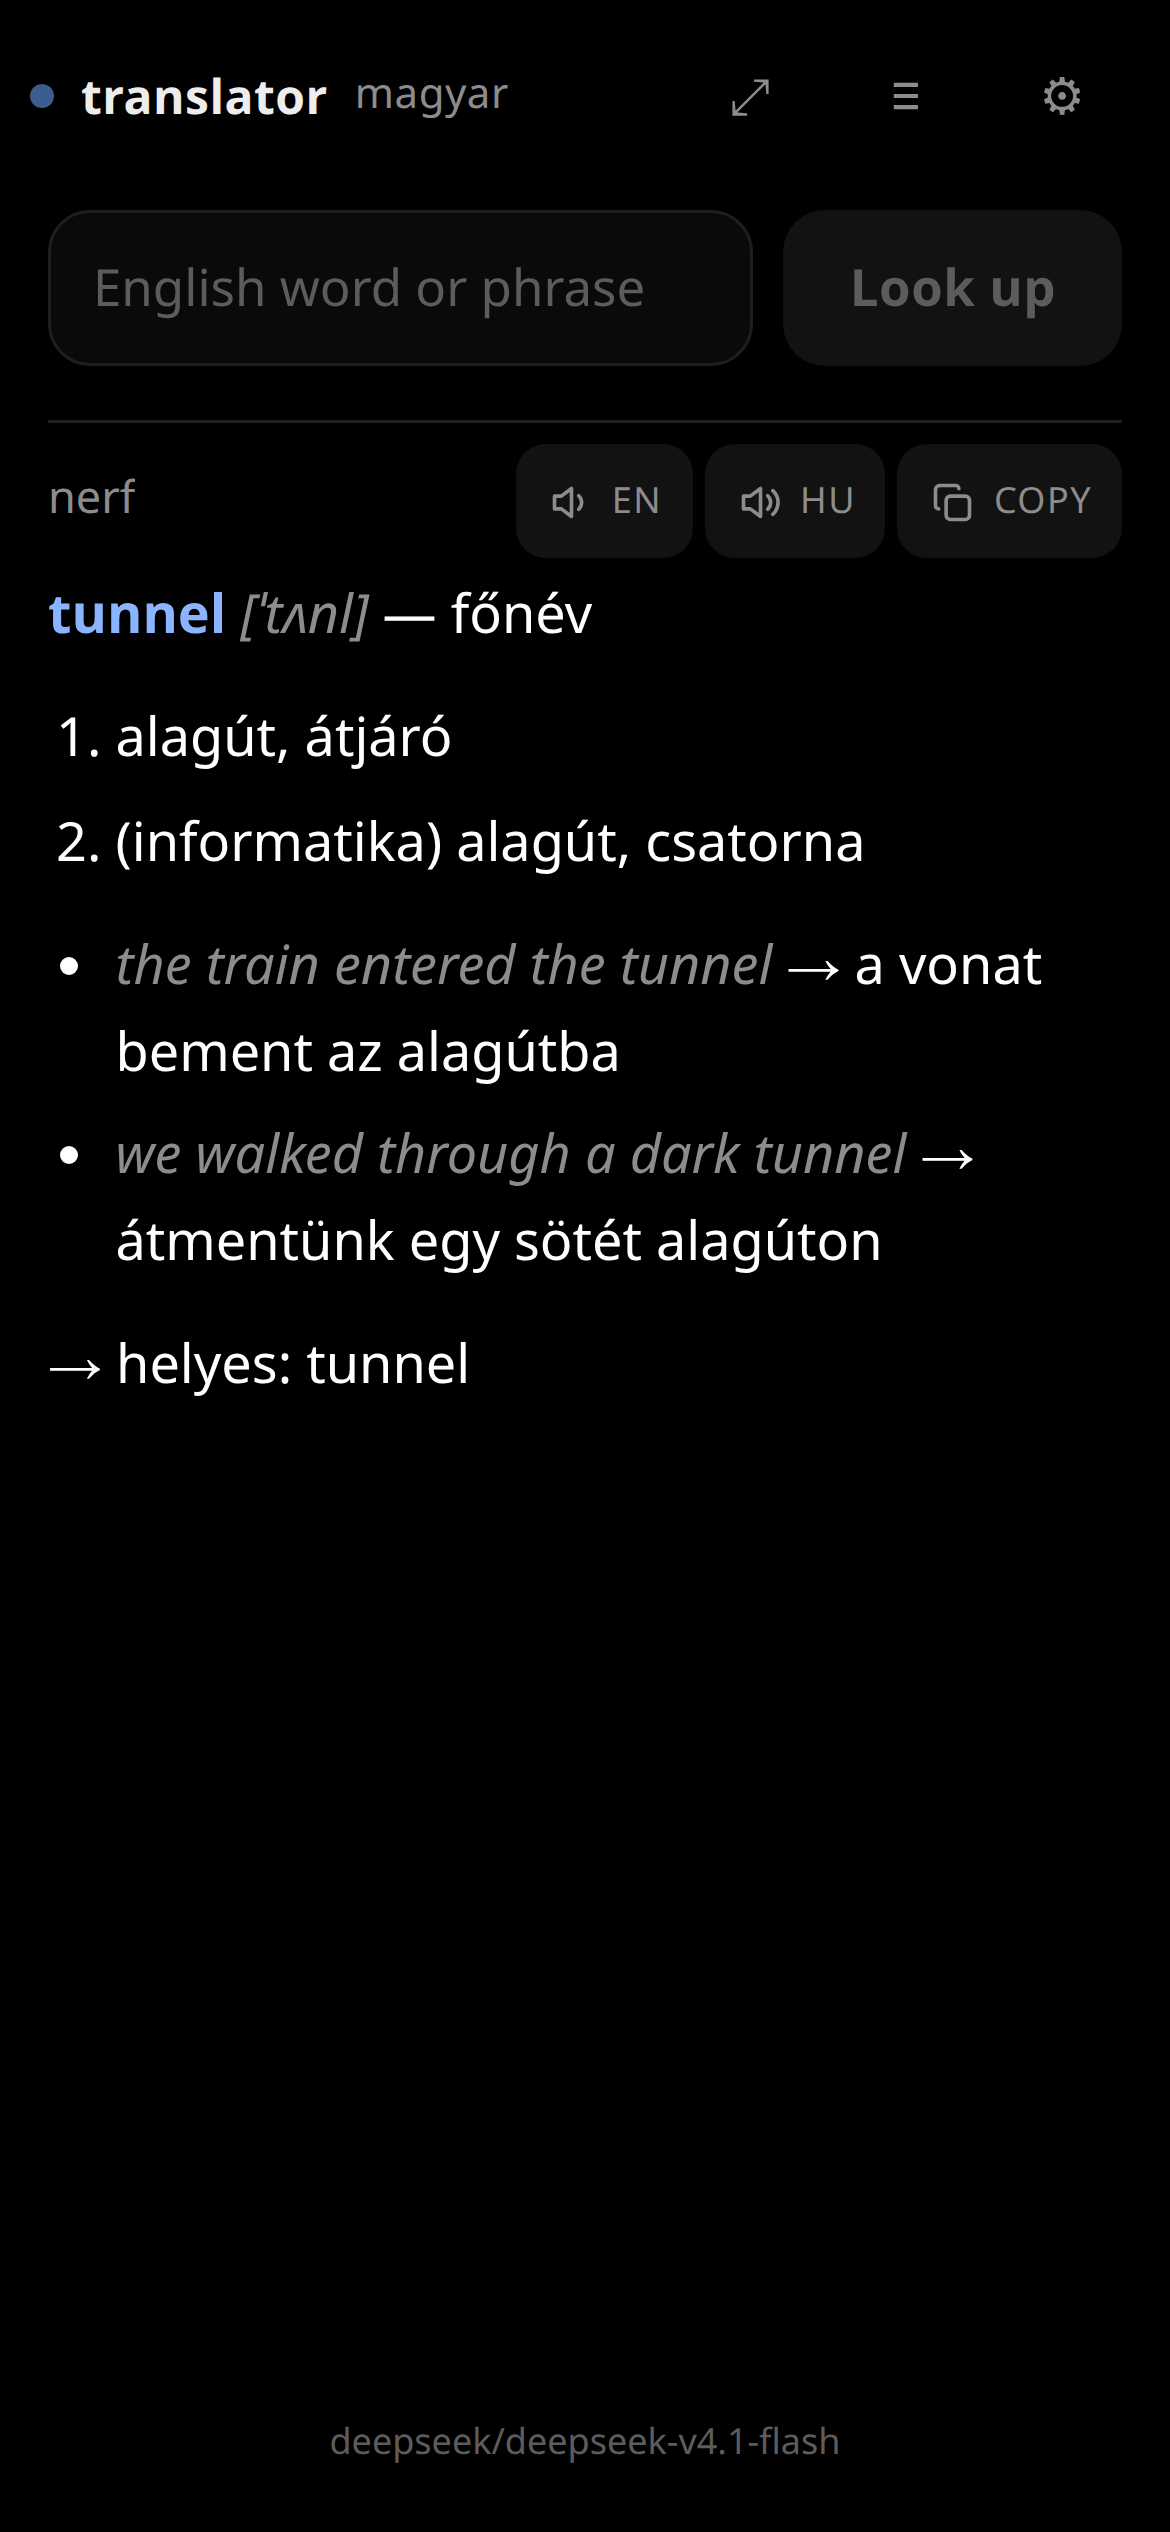 translator magyar
English word or phrase
Look up
nerf
EN
HU
COPY
tunnel ['tʌnl] — főnév
1. alagút, átjáró
2. (informatika) alagút, csatorna
• the train entered the tunnel → a vonat
bement az alagútba
• we walked through a dark tunnel →
átmentünk egy sötét alagúton
→ helyes: tunnel
deepseek/deepseek-v4.1-flash